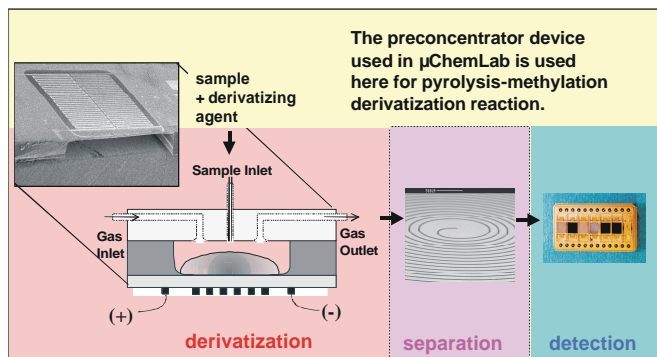 The preconcentrator device
used in µChemLab is used
here for pyrolysis-methylation
derivatization reaction.
sample
+ derivatizing
agent
Sample Inlet
Gas
Inlet
Gas
Outlet
(+)
(-)
derivatization
separation
detection